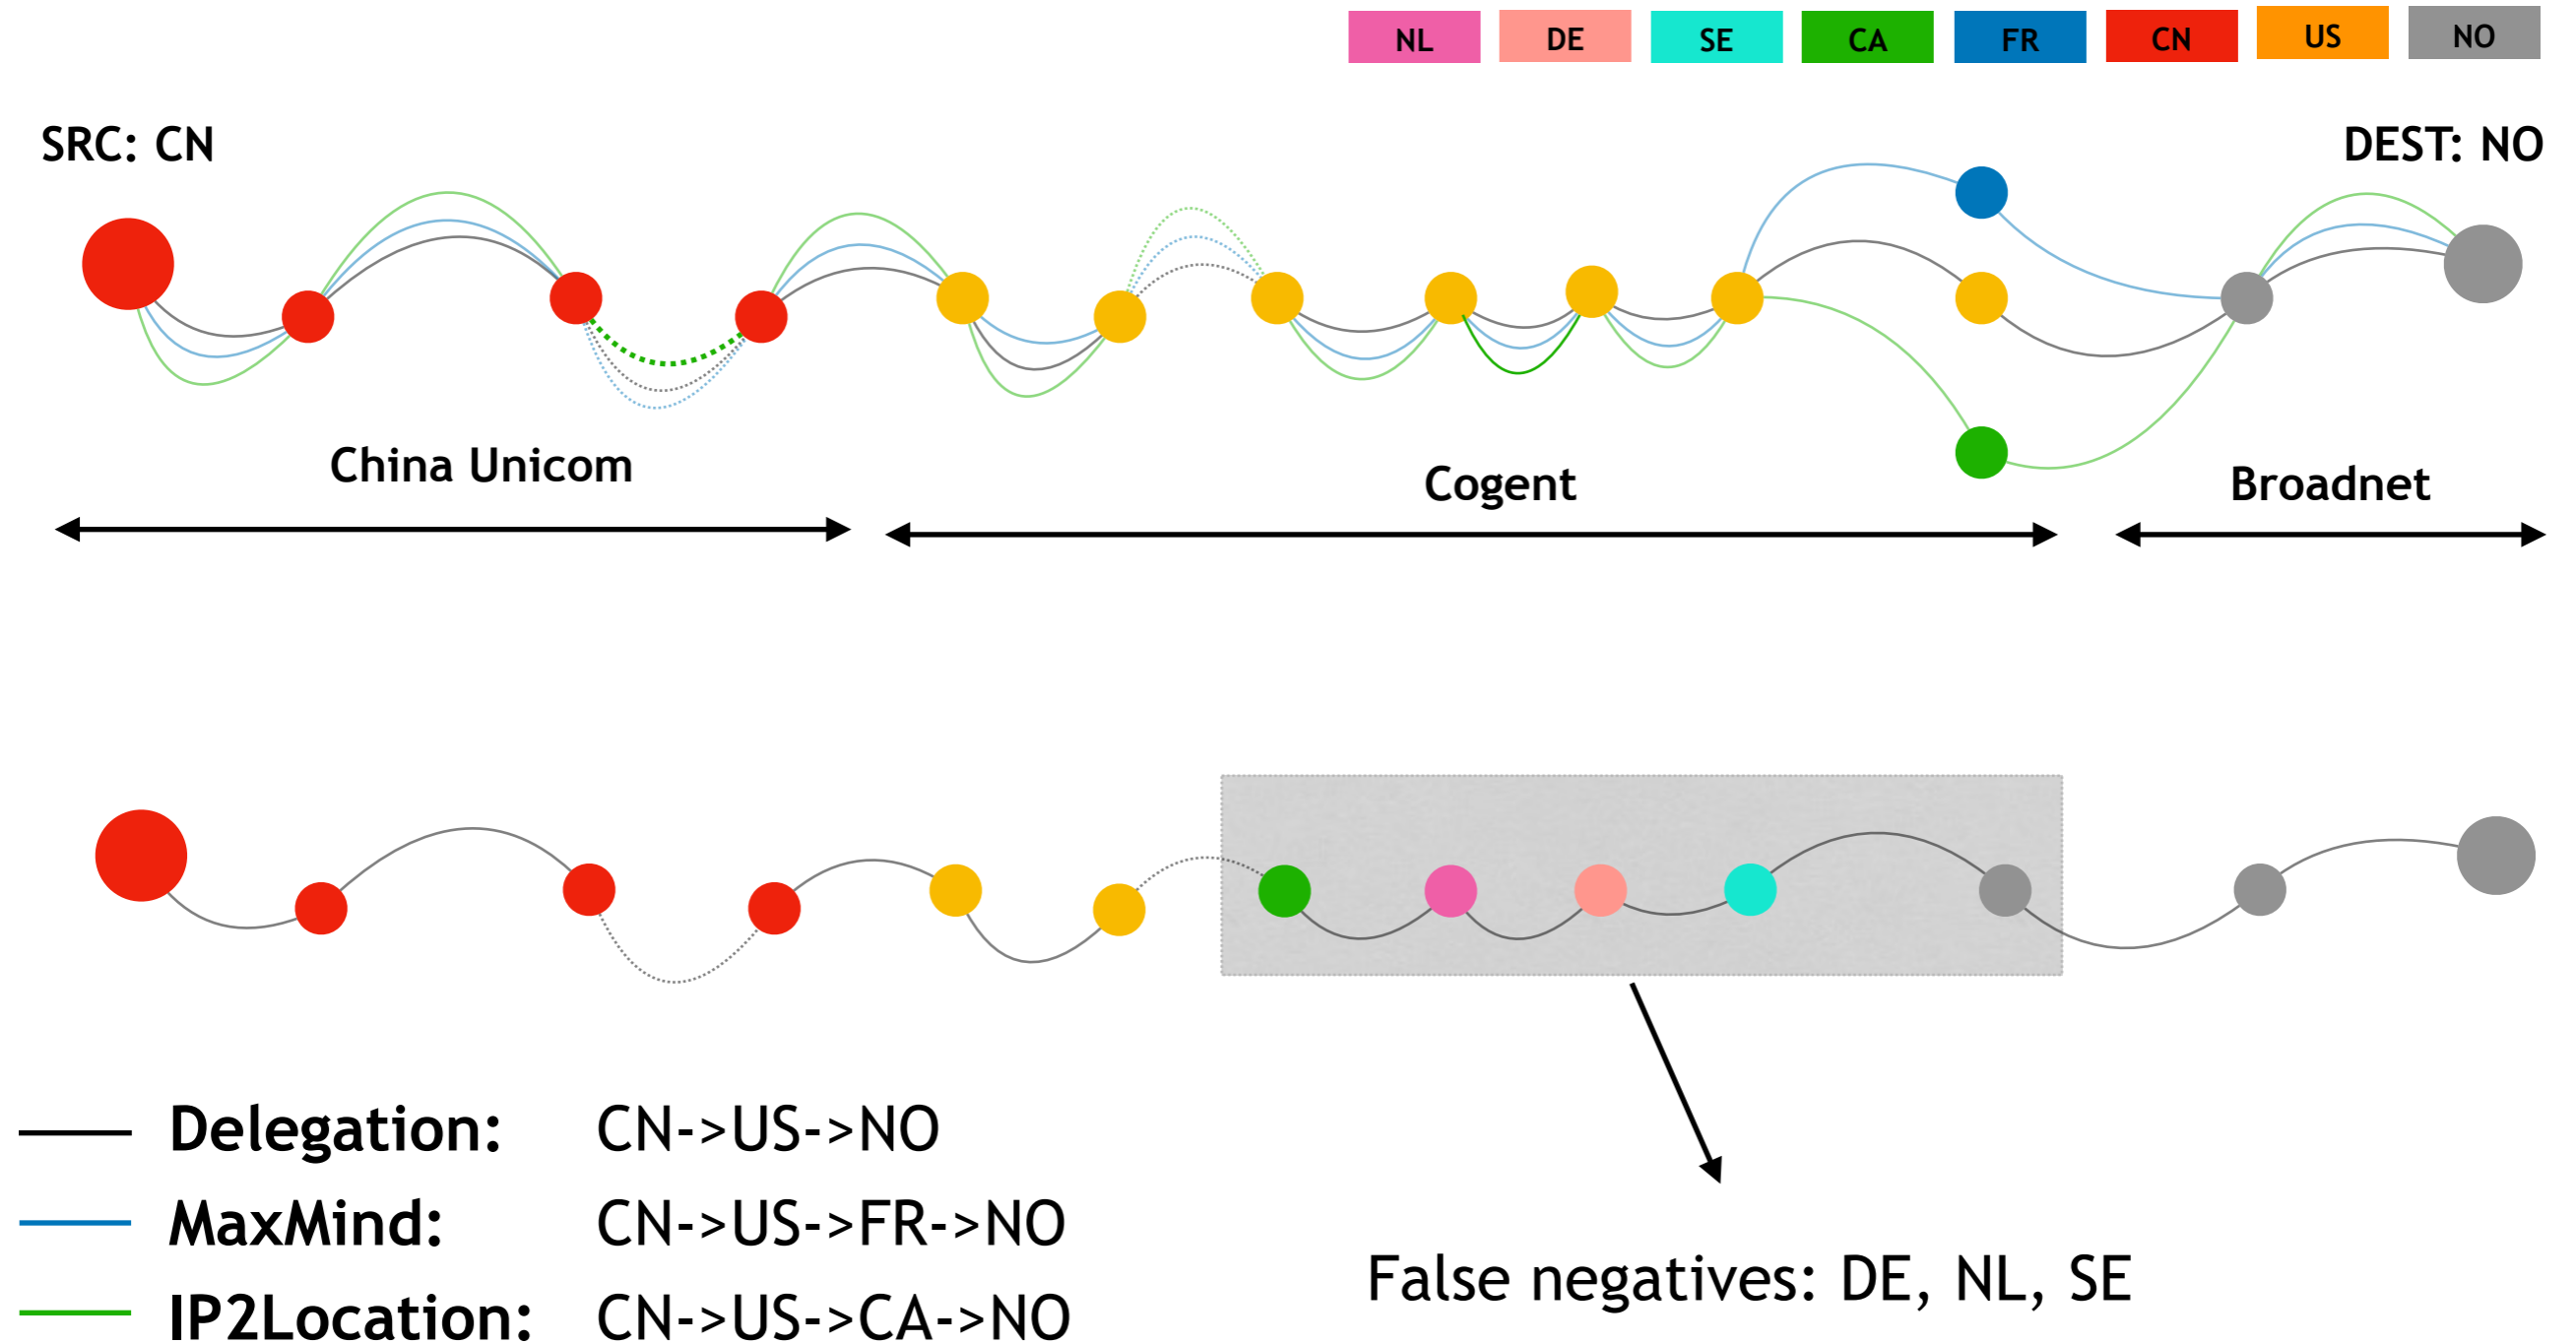 NL DE SE CA FR CN US NO
SRC: CN
DEST: NO
China Unicom
Cogent
Broadnet
Delegation: CN->US->NO
MaxMind: CN->US->FR->NO
IP2Location: CN->US->CA->NO
False negatives: DE, NL, SE